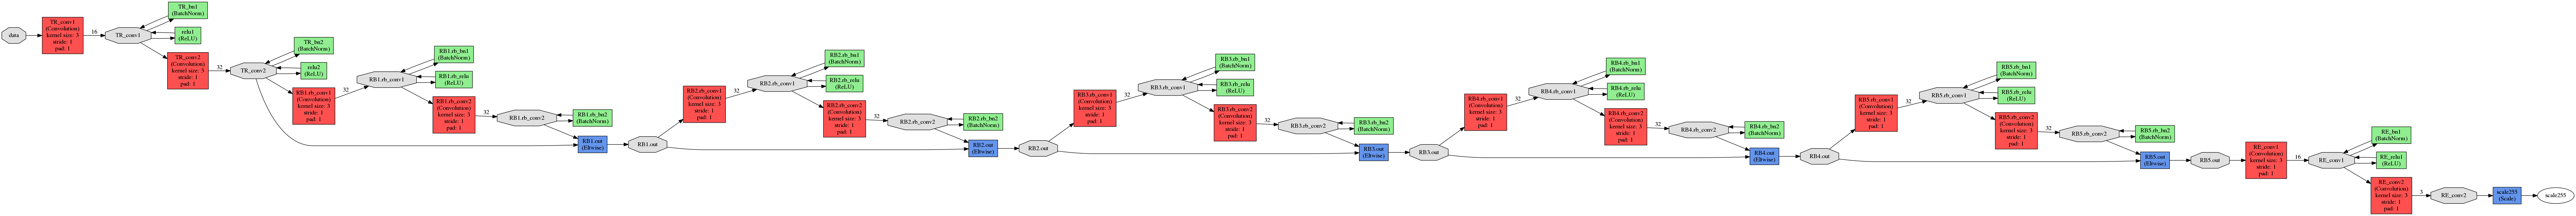 data
TR_conv1
(Convolution)
kernel size: 3
stride: 1
pad: 1
16
TR_conv1
TR_bn1
(BatchNorm)
relu1
(ReLU)
TR_conv2
(Convolution)
kernel size: 3
stride: 1
pad: 1
32
TR_conv2
TR_bn2
(BatchNorm)
relu2
(ReLU)
RB1.rb_conv1
(Convolution)
kernel size: 3
stride: 1
pad: 1
32
RB1.rb_conv1
RB1.rb_bn1
(BatchNorm)
RB1.rb_relu
(ReLU)
RB1.rb_conv2
(Convolution)
kernel size: 3
stride: 1
pad: 1
32
RB1.rb_conv2
RB1.rb_bn2
(BatchNorm)
RB1.out
(Eltwise)
RB1.out
RB2.rb_conv1
(Convolution)
kernel size: 3
stride: 1
pad: 1
32
RB2.rb_conv1
RB2.rb_bn1
(BatchNorm)
RB2.rb_relu
(ReLU)
RB2.rb_conv2
(Convolution)
kernel size: 3
stride: 1
pad: 1
32
RB2.rb_conv2
RB2.rb_bn2
(BatchNorm)
RB2.out
(Eltwise)
RB2.out
RB3.rb_conv1
(Convolution)
kernel size: 3
stride: 1
pad: 1
32
RB3.rb_conv1
RB3.rb_bn1
(BatchNorm)
RB3.rb_relu
(ReLU)
RB3.rb_conv2
(Convolution)
kernel size: 3
stride: 1
pad: 1
32
RB3.rb_conv2
RB3.rb_bn2
(BatchNorm)
RB3.out
(Eltwise)
RB3.out
RB4.rb_conv1
(Convolution)
kernel size: 3
stride: 1
pad: 1
32
RB4.rb_conv1
RB4.rb_bn1
(BatchNorm)
RB4.rb_relu
(ReLU)
RB4.rb_conv2
(Convolution)
kernel size: 3
stride: 1
pad: 1
32
RB4.rb_conv2
RB4.rb_bn2
(BatchNorm)
RB4.out
(Eltwise)
RB4.out
RB5.rb_conv1
(Convolution)
kernel size: 3
stride: 1
pad: 1
32
RB5.rb_conv1
RB5.rb_bn1
(BatchNorm)
RB5.rb_relu
(ReLU)
RB5.rb_conv2
(Convolution)
kernel size: 3
stride: 1
pad: 1
32
RB5.rb_conv2
RB5.rb_bn2
(BatchNorm)
RB5.out
(Eltwise)
RB5.out
RE_conv1
(Convolution)
kernel size: 3
stride: 1
pad: 1
16
RE_conv1
RE_bn1
(BatchNorm)
RE_relu1
(ReLU)
RE_conv2
(Convolution)
kernel size: 3
stride: 1
pad: 1
3
RE_conv2
scale255
(Scale)
scale255